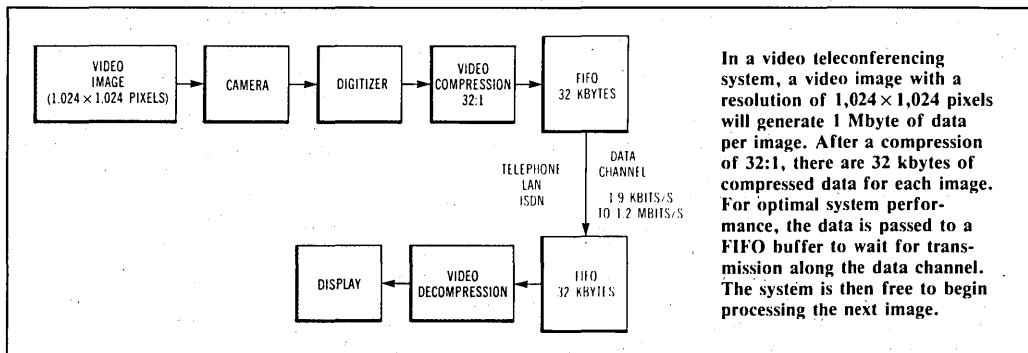 VIDEO
IMAGE
(1.024 × 1.024 PIXELS)
CAMERA
DIGITIZER
VIDEO
COMPRESSION
32:1
FIFO
32 KBYTES
TELEPHONE
LAN
ISDN
DATA
CHANNEL
KBITS/S
TO 1.2 MBITS/S
DISPLAY
VIDEO
DECOMPRESSION
FIFO
32 KBYTES
In a video teleconferencing
system, a video image with a
resolution of 1,024 × 1,024 pixels
will generate 1 Mbyte of data
per image. After a compression
of 32:1, there are 32 kbytes of
compressed data for each image.
For optimal system perfor-
mance, the data is passed to a
FIFO buffer to wait for trans-
mission along the data channel.
The system is then free to begin
processing the next image.